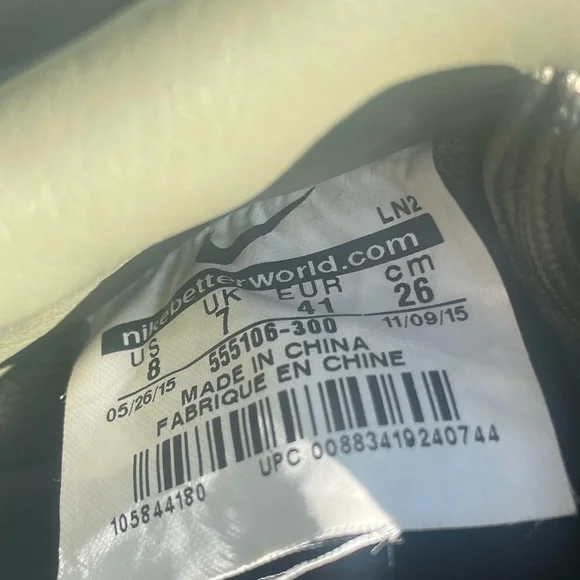 LN2
nikebetterworld.com
US UK EUR cm
8 7 41 26
05/26/15 555106-300 11/09/15
MADE IN CHINA
FABRIQUE EN CHINE
UPC 00883419240744
105844180